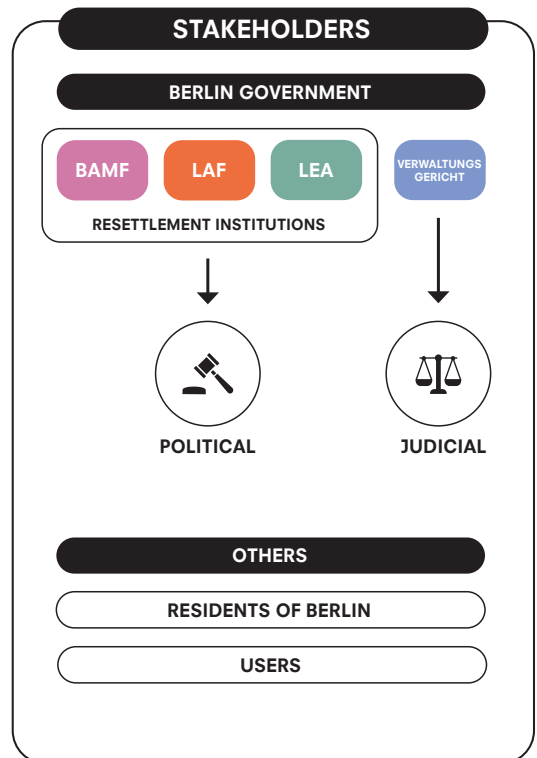 STAKEHOLDERS
BERLIN GOVERNMENT
BAMF
LAF
LEA
VERWALTUNGS
GERICHT
RESETTLEMENT INSTITUTIONS
POLITICAL
JUDICIAL
OTHERS
RESIDENTS OF BERLIN
USERS